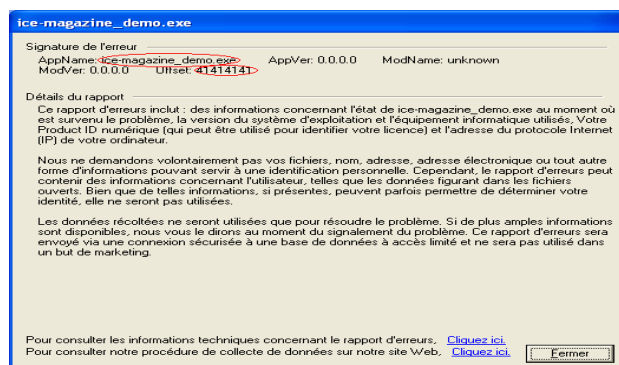 ice-magazine_demo.exe
Signature de l'erreur
AppName: ice-magazine_demo.exe AppVer: 0.0.0.0 ModName: unknown
ModVer: 0.0.0.0 Offset: 41414141
Détails du rapport
Ce rapport d'erreurs inclut : des informations concernant l'état de ice-magazine_demo.exe au moment où
est survenu le problème, la version du système d'exploitation et l'équipement informatique utilisés, Votre
Product ID numérique (qui peut être utilisé pour identifier votre licence) et l'adresse du protocole Internet
(IP) de votre ordinateur.
Nous ne demandons volontairement pas vos fichiers, nom, adresse, adresse électronique ou tout autre
forme d'informations pouvant servir à une identification personnelle. Cependant, le rapport d'erreurs peut
contenir des informations concernant l'utilisateur, telles que les données figurant dans les fichiers
ouverts. Bien que de telles informations, si présentes, peuvent parfois permettre de déterminer votre
identité, elle ne seront pas utilisées.
Les données récoltées ne seront utilisées que pour résoudre le problème. Si de plus amples informations
sont disponibles, nous vous le dirons au moment du signalement du problème. Ce rapport d'erreurs sera
envoyé via une connexion sécurisée à une base de données à accès limité et ne sera pas utilisé dans
un but de marketing.
Pour consulter les informations techniques concernant le rapport d'erreurs, Cliquez ici.
Pour consulter notre procédure de collecte de données sur notre site Web, Cliquez ici.
Fermer